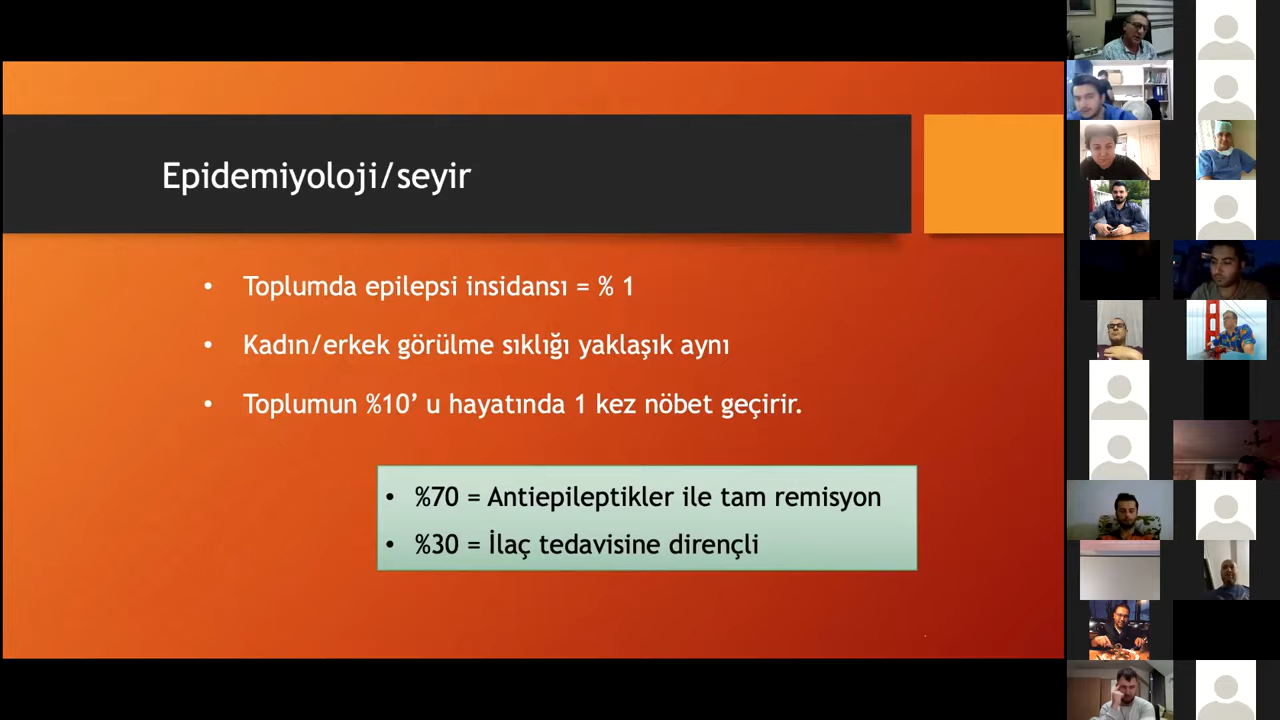 Epidemiyoloji/seyir
• Toplumda epilepsi insidansı = % 1
• Kadın/erkek görülme sıklığı yaklaşık aynı
• Toplumun %10’ u hayatında 1 kez nöbet geçirir.
• %70 = Antiepileptikler ile tam remisyon
• %30 = İlaç tedavisine dirençli